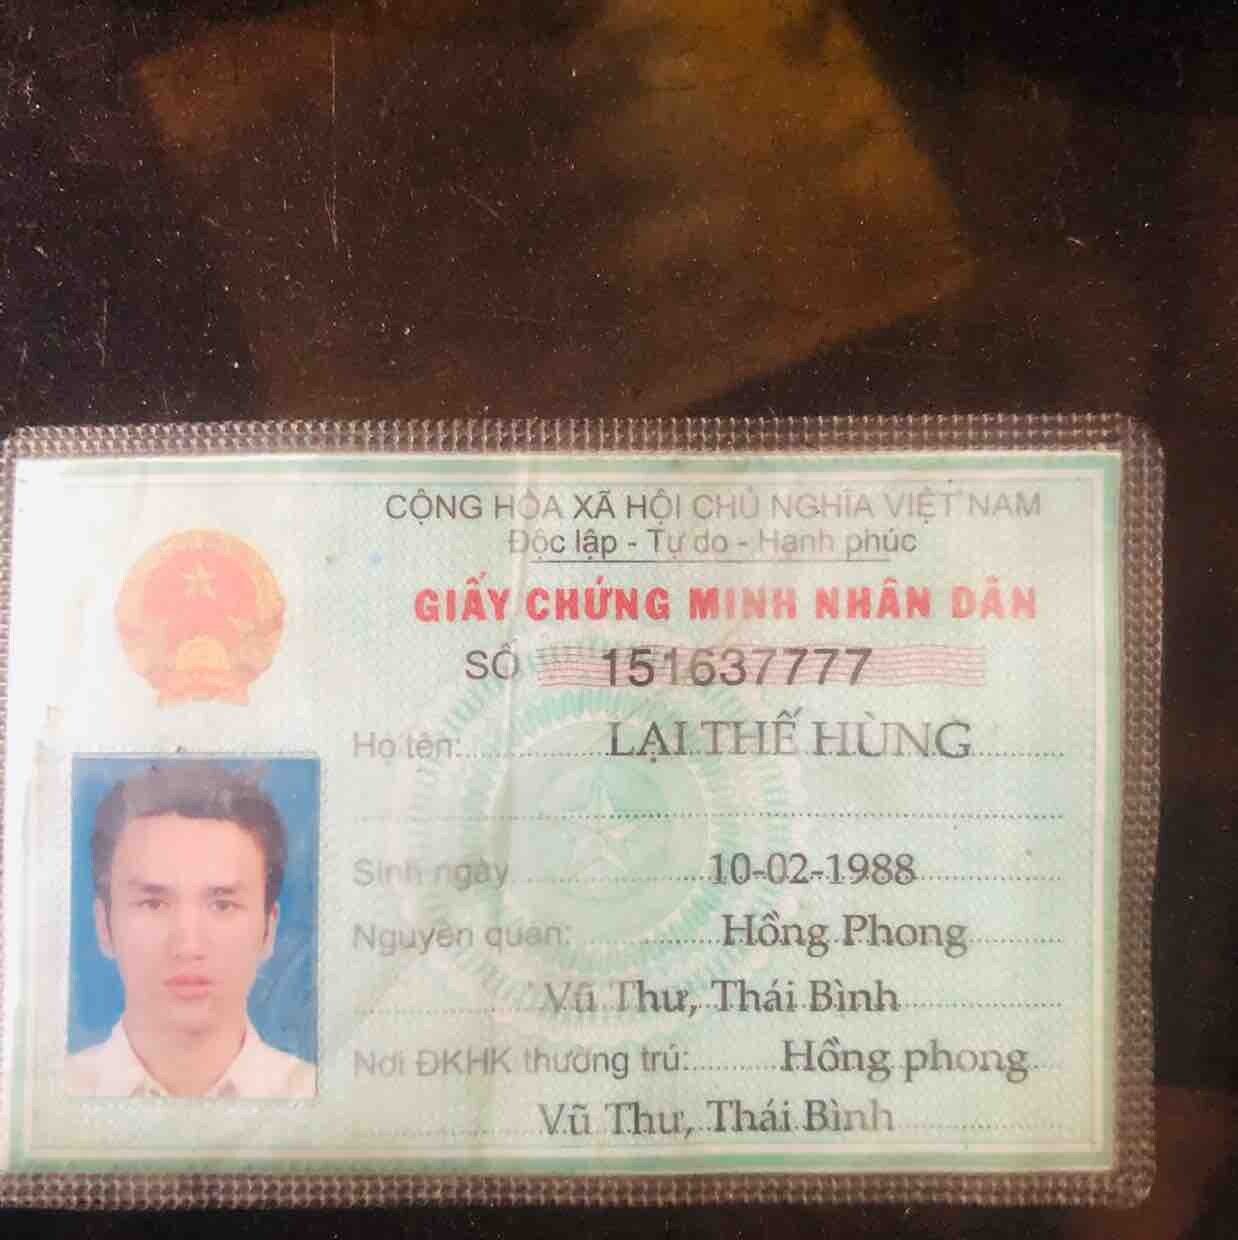 CỘNG HÒA XÃ HỘI CHỦ NGHĨA VIỆT NAM
Độc lập - Tự do - Hạnh phúc
GIẤY CHỨNG MINH NHÂN DÂN
SỐ 151637777
Họ tên: LẠI THẾ HÙNG
Sinh ngày 10-02-1988
Nguyên quán: Hồng Phong
Vũ Thư, Thái Bình
Nơi ĐKHK thường trú: Hồng phong
Vũ Thư, Thái Bình